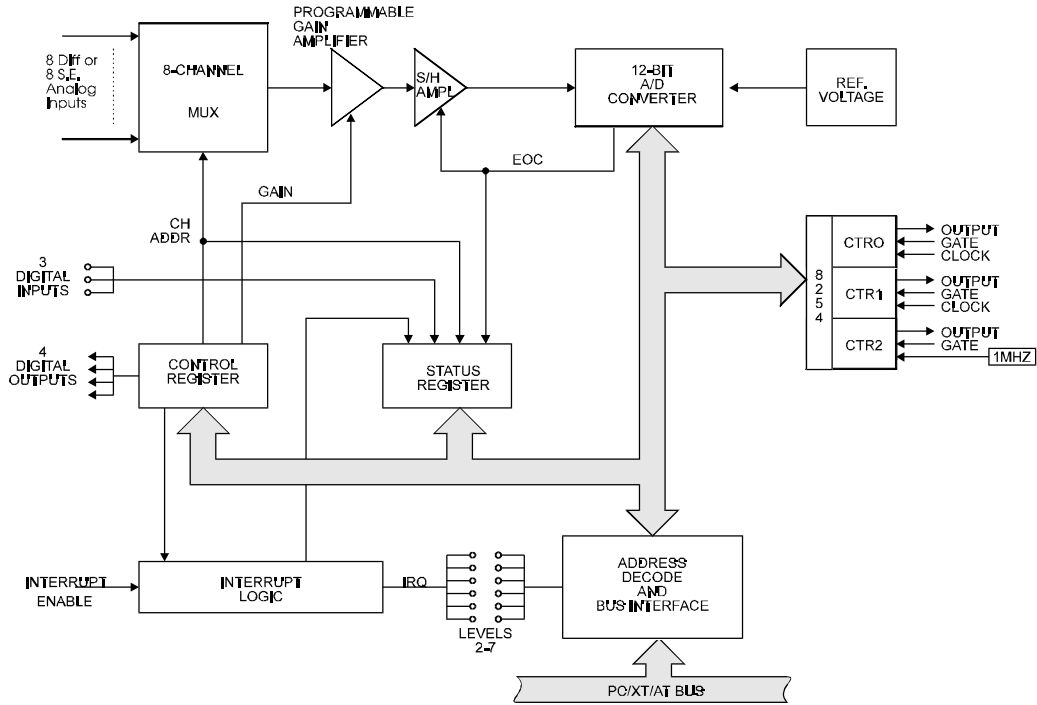 PROGRAMMABLE
GAIN
AMPLIFIER
8 Diff or
8 S.E.
Analog
Inputs
8-CHANNEL
MUX
S/H
AMPL
12-BIT
A/D
CONVERTER
REF.
VOLTAGE
EOC
GAIN
CH
ADDR
3
DIGITAL
INPUTS
8
2
5
4
CTR0
OUTPUT
GATE
CLOCK
CTR1
OUTPUT
GATE
CLOCK
CTR2
OUTPUT
GATE
1MHZ
4
DIGITAL
OUTPUTS
CONTROL
REGISTER
STATUS
REGISTER
INTERRUPT
ENABLE
INTERRUPT
LOGIC
IRQ
LEVELS
2-7
ADDRESS
DECODE
AND
BUS INTERFACE
PC/XT/AT BUS